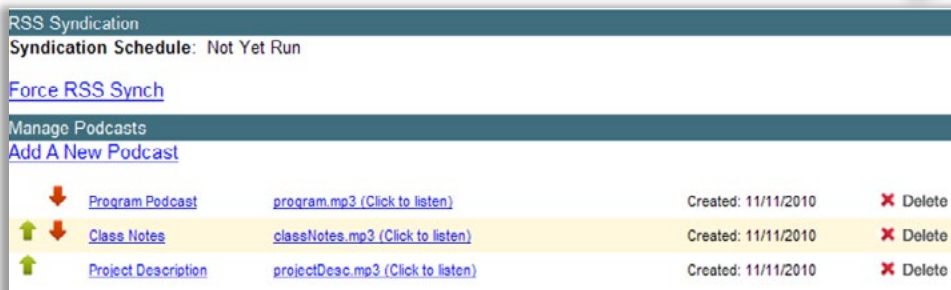 RSS Syndication
Syndication Schedule: Not Yet Run
Force RSS Synch
Manage Podcasts
Add A New Podcast
Program Podcast program.mp3 (Click to listen) Created: 11/11/2010 Delete
Class Notes classNotes.mp3 (Click to listen) Created: 11/11/2010 Delete
Project Description projectDesc.mp3 (Click to listen) Created: 11/11/2010 Delete